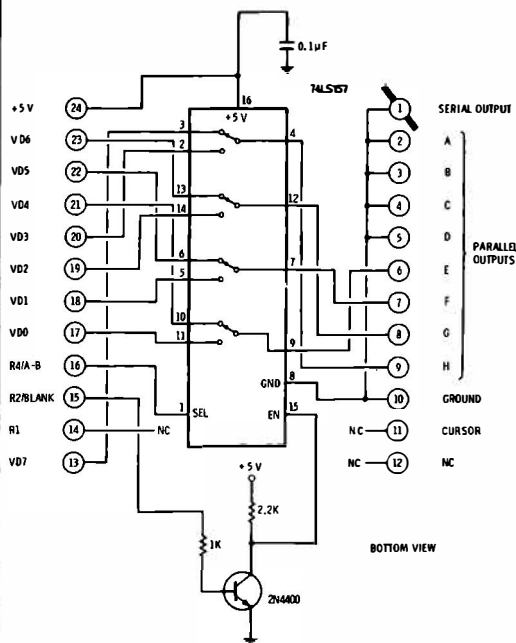 0.1µF
74LS157
16
+5 V
+5 V 24
VD6 23
VD5 22
VD4 21
VD3 20
VD2 19
VD1 18
VD0 17
R4/A-B 16
R2/BLANK 15
R1 14 NC
VD7 13
3
2
13
14
6
5
10
11
1 SEL
4
12
7
9
8
GND
15
EN
1 SERIAL OUTPUT
2 A
3 B
4 C
5 D
6 E
7 F
8 G
9 H
PARALLEL
OUTPUTS
10 GROUND
NC 11 CURSOR
NC 12 NC
+5 V
2.2K
1K
2N4400
BOTTOM VIEW